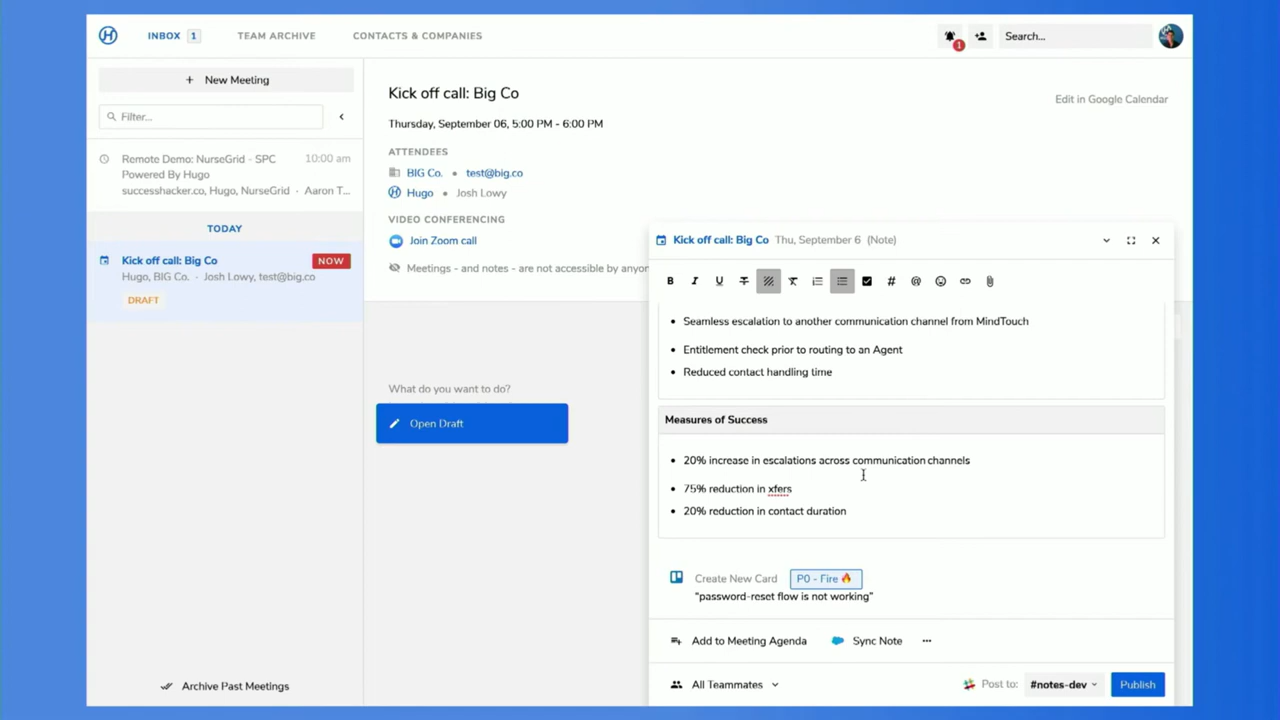 INBOX 1
TEAM ARCHIVE
CONTACTS & COMPANIES
1
Search...
+ New Meeting
Filter...
Remote Demo: NurseGrid - SPC 10:00 am
Powered By Hugo
successhacker.co, Hugo, NurseGrid · Aaron T...
TODAY
Kick off call: Big Co NOW
Hugo, BIG Co. · Josh Lowy, test@big.co
DRAFT
Archive Past Meetings
Kick off call: Big Co
Edit in Google Calendar
Thursday, September 06, 5:00 PM - 6:00 PM
ATTENDEES
BIG Co. • test@big.co
Hugo • Josh Lowy
VIDEO CONFERENCING
Join Zoom call
Meetings - and notes - are not accessible by anyon
What do you want to do?
Open Draft
Kick off call: Big Co Thu, September 6 (Note)
B I U T # @
• Seamless escalation to another communication channel from MindTouch
• Entitlement check prior to routing to an Agent
• Reduced contact handling time
Measures of Success
• 20% increase in escalations across communication channels
• 75% reduction in xfers
• 20% reduction in contact duration
Create New Card P0 - Fire 🔥
“password-reset flow is not working”
Add to Meeting Agenda
Sync Note
All Teammates
Post to: #notes-dev
Publish